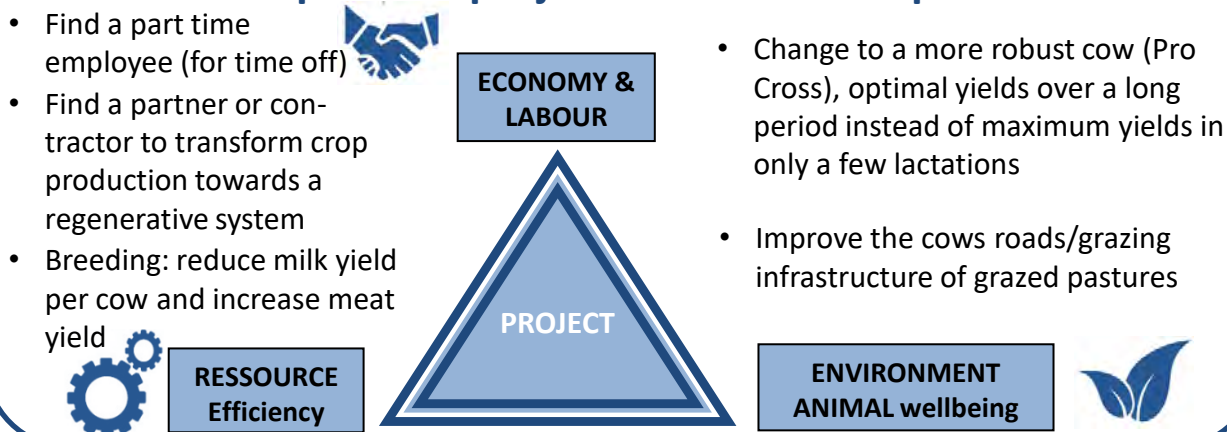 • Find a part time
employee (for time off)
• Find a partner or con-
tractor to transform crop
production towards a
regenerative system
• Breeding: reduce milk yield
per cow and increase meat
yield
ECONOMY &
LABOUR
• Change to a more robust cow (Pro
Cross), optimal yields over a long
period instead of maximum yields in
only a few lactations
• Improve the cows roads/grazing
infrastructure of grazed pastures
PROJECT
RESSOURCE
Efficiency
ENVIRONMENT
ANIMAL wellbeing